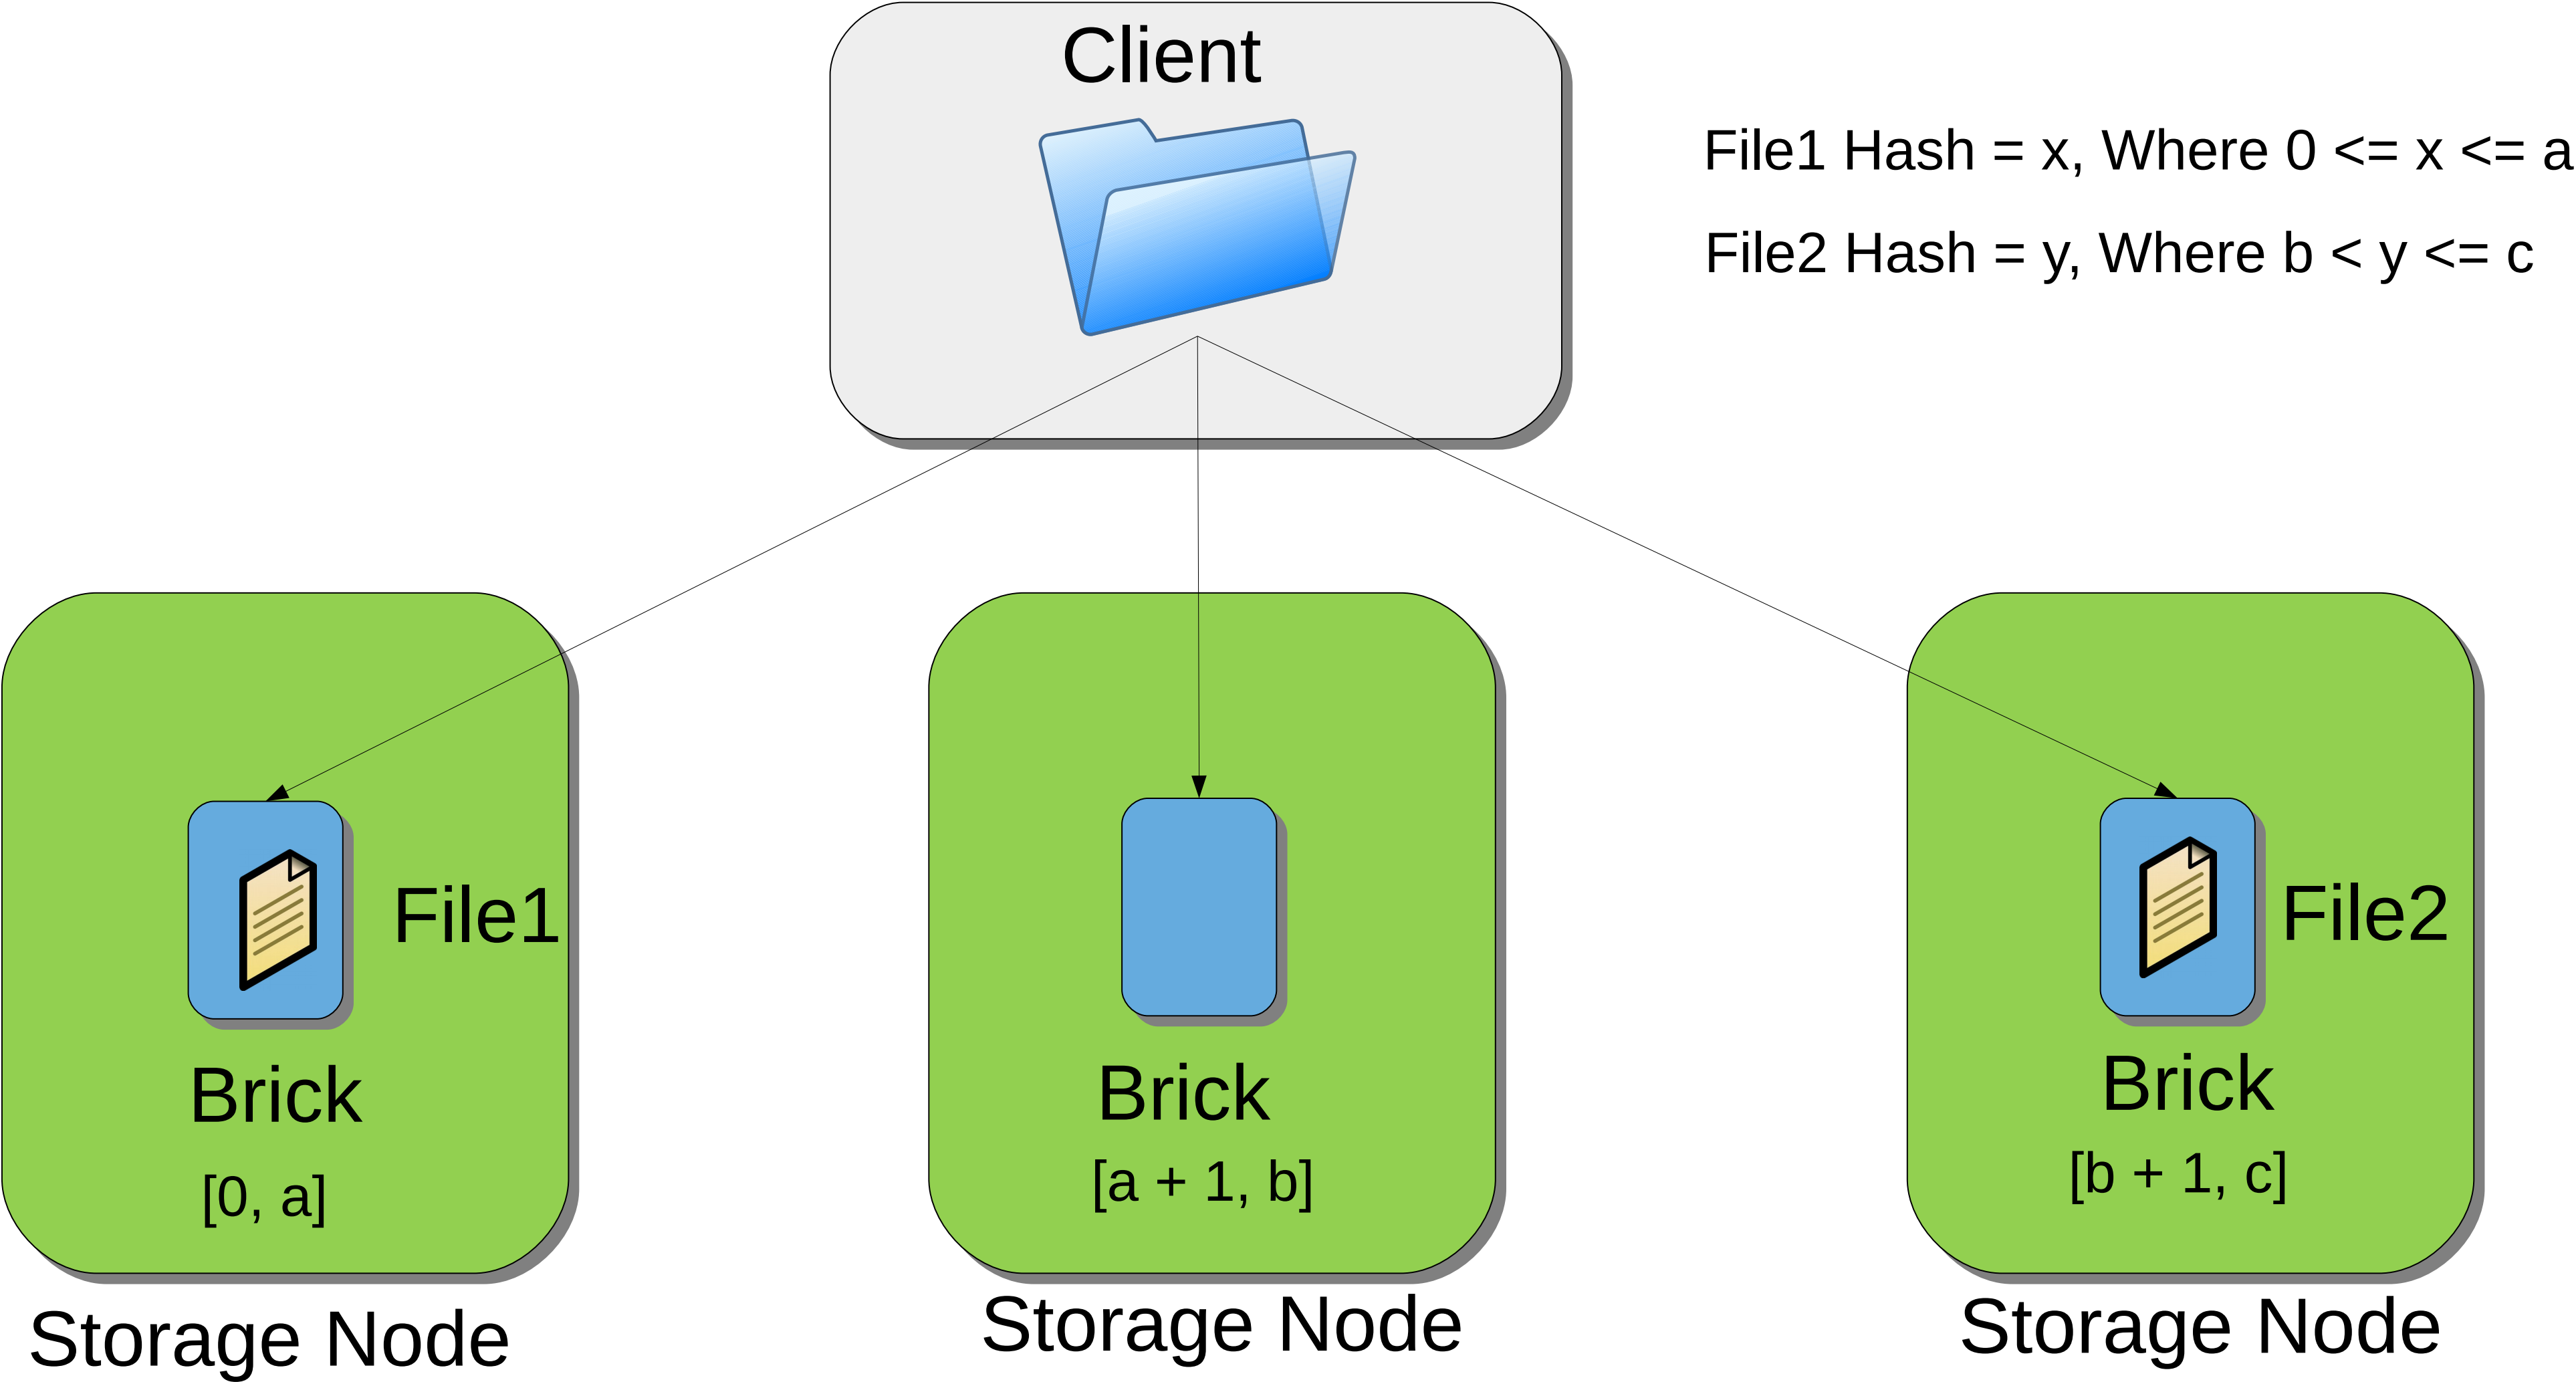 Client
File1 Hash = x, Where 0 <= x <= a
File2 Hash = y, Where b < y <= c
File1
Brick
[0, a]
Storage Node
Brick
[a + 1, b]
Storage Node
File2
Brick
[b + 1, c]
Storage Node